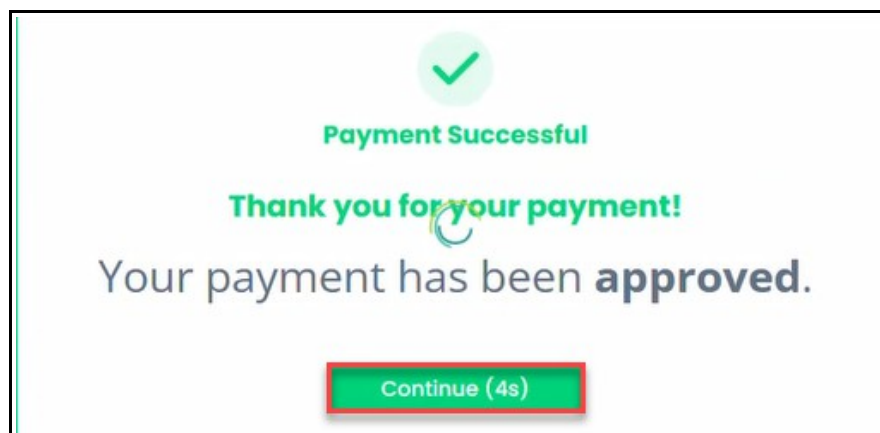 Payment Successful
Thank you for your payment!
Your payment has been approved.
Continue (4s)